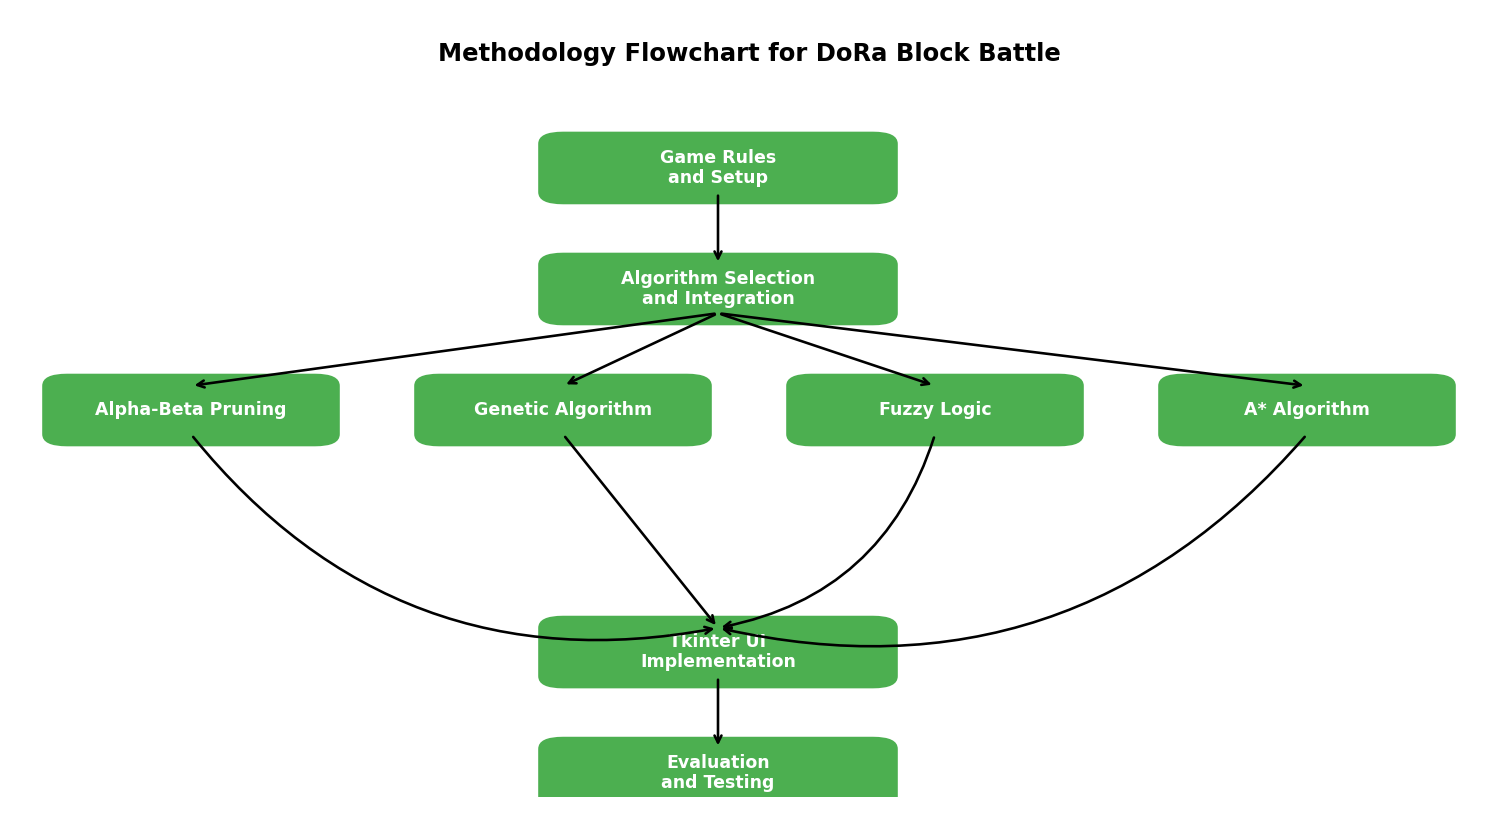 Methodology Flowchart for DoRa Block Battle
Game Rules
and Setup
Algorithm Selection
and Integration
Alpha-Beta Pruning
Genetic Algorithm
Fuzzy Logic
A* Algorithm
Tkinter UI
Implementation
Evaluation
and Testing